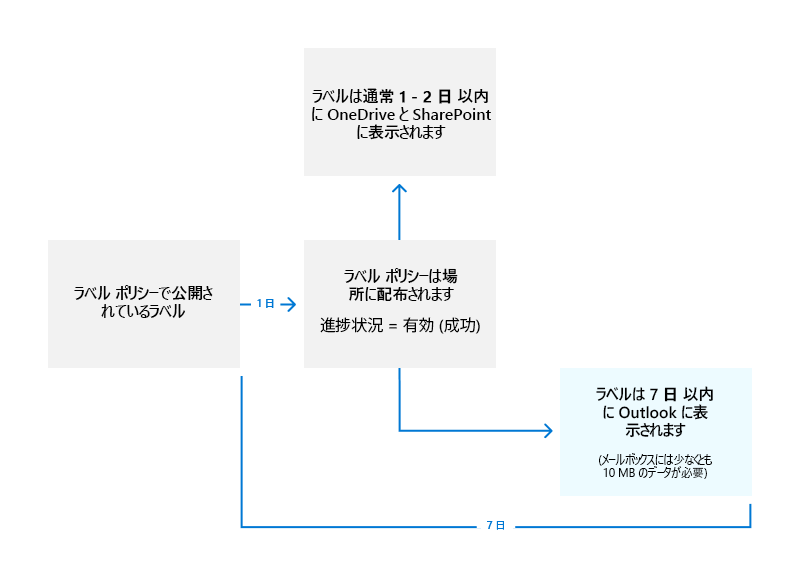 ラベルは通常 1 - 2 日 以内
に OneDrive と SharePoint
に表示されます
ラベル ポリシーで公開さ
れているラベル
1 日
ラベル ポリシーは場
所に配布されます
進捗状況 = 有効 (成功)
ラベルは 7 日 以内
に Outlook に表
示されます
(メールボックスには少なくとも
10 MB のデータが必要)
7 日